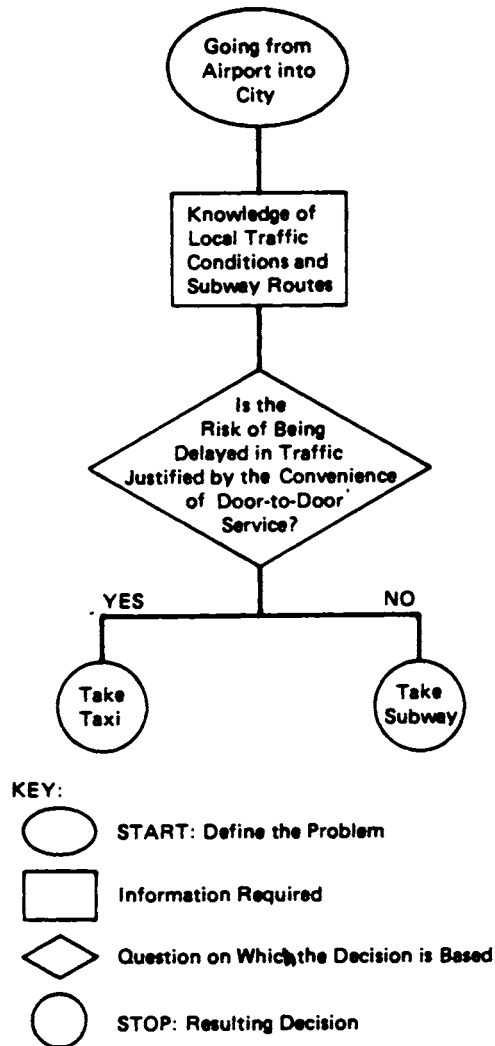 Going from
Airport into
City
Knowledge of
Local Traffic
Conditions and
Subway Routes
Is the
Risk of Being
Delayed in Traffic
Justified by the Convenience
of Door-to-Door
Service?
YES
NO
Take
Taxi
Take
Subway
KEY:
START: Define the Problem
Information Required
Question on Which the Decision is Based
STOP: Resulting Decision